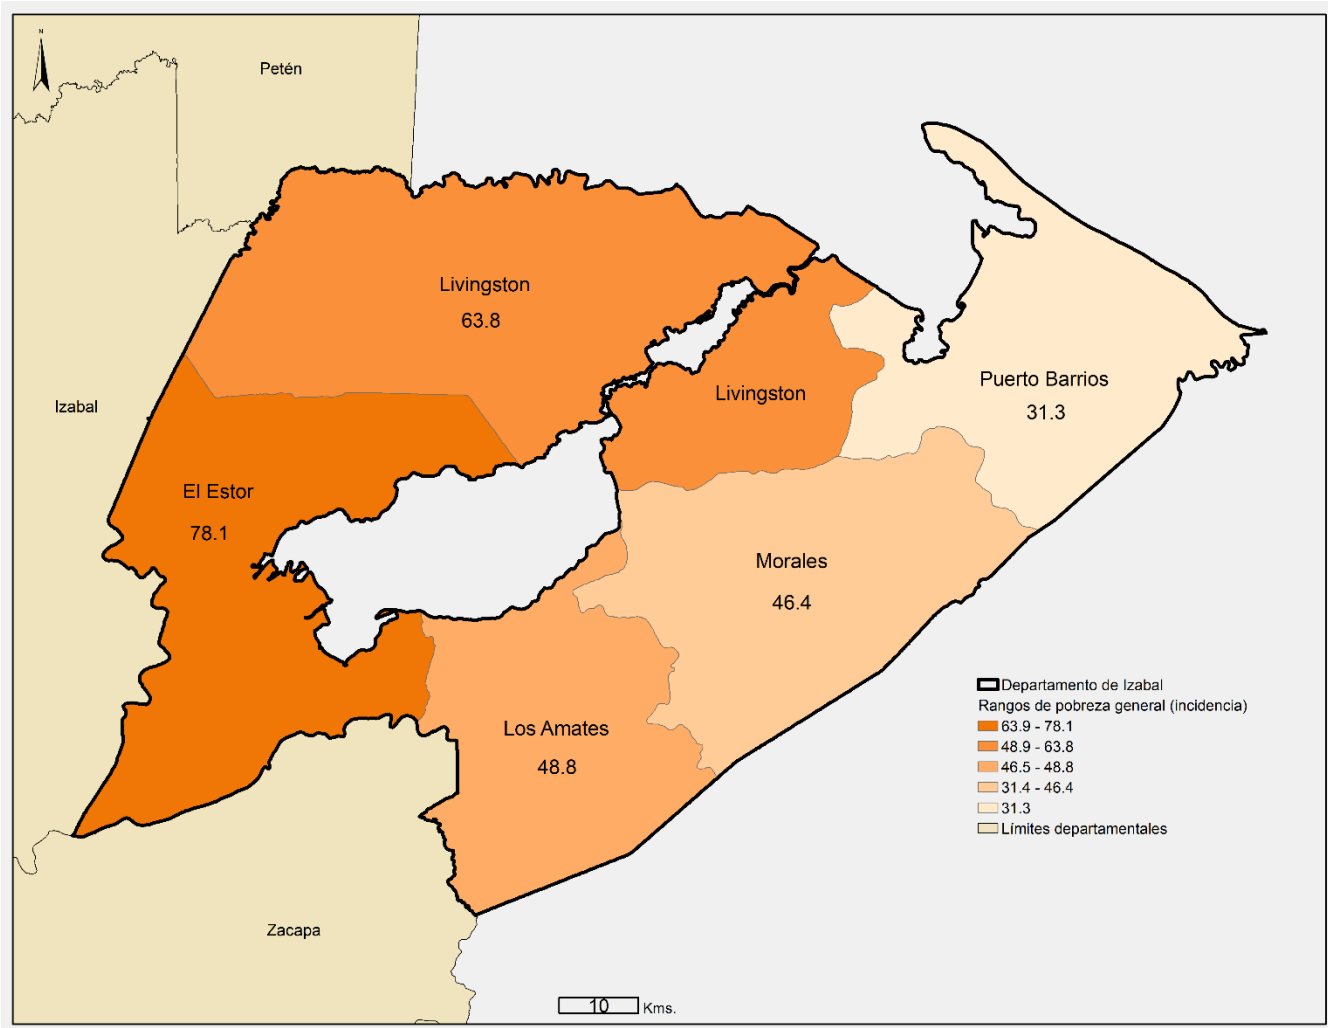 N
Petén
Livingston
63.8
Puerto Barrios
31.3
Livingston
Izabal
El Estor
78.1
Morales
46.4
Los Amates
48.8
Departamento de Izabal
Rangos de pobreza general (incidencia)
63.9 - 78.1
48.9 - 63.8
46.5 - 48.8
31.4 - 46.4
31.3
Límites departamentales
Zacapa
10 Kms.